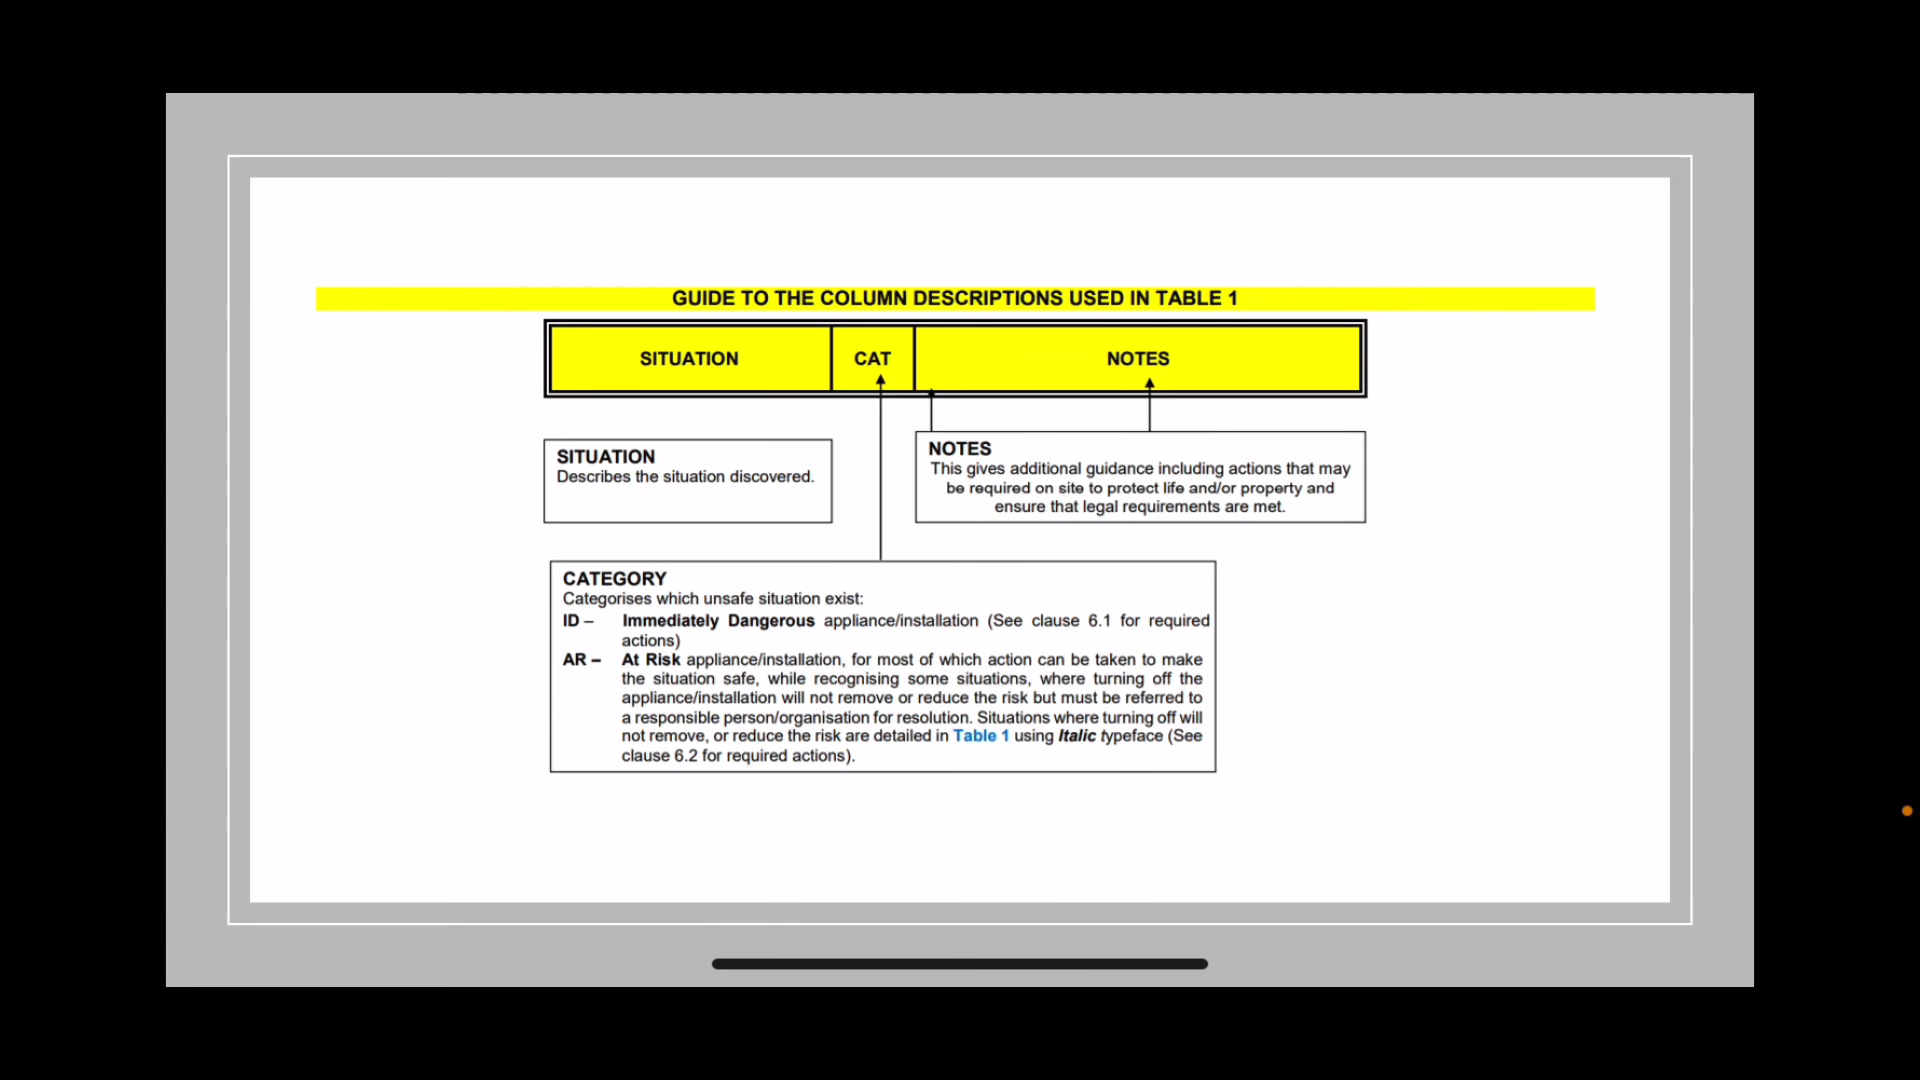 GUIDE TO THE COLUMN DESCRIPTIONS USED IN TABLE 1
SITUATION CAT NOTES
SITUATION
Describes the situation discovered.
NOTES
This gives additional guidance including actions that may
be required on site to protect life and/or property and
ensure that legal requirements are met.
CATEGORY
Categorises which unsafe situation exist:
ID – Immediately Dangerous appliance/installation (See clause 6.1 for required
actions)
AR – At Risk appliance/installation, for most of which action can be taken to make
the situation safe, while recognising some situations, where turning off the
appliance/installation will not remove or reduce the risk but must be referred to
a responsible person/organisation for resolution. Situations where turning off will
not remove, or reduce the risk are detailed in Table 1 using Italic typeface (See
clause 6.2 for required actions).